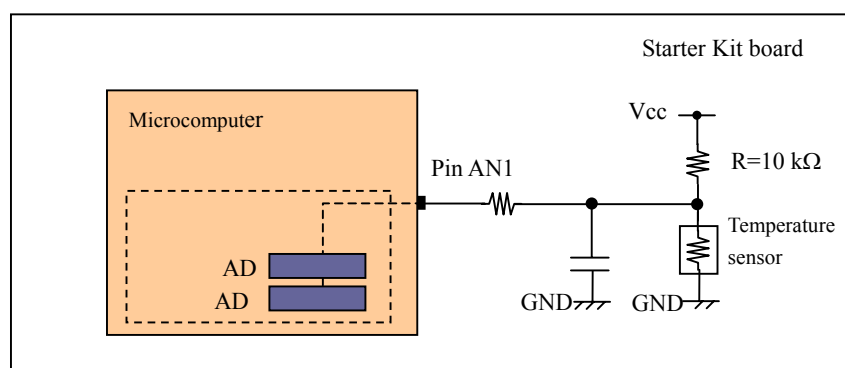 Starter Kit board
Microcomputer
Vcc
Pin AN1
R=10 kΩ
Temperature
sensor
AD
AD
GND
GND